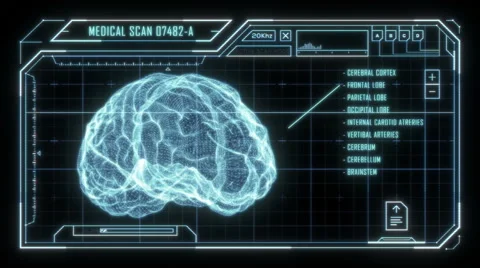 MEDICAL SCAN 07482-A
20KHz
A B C D
- CEREBRAL CORTEX
- FRONTAL LOBE
- PARIETAL LOBE
- OCCIPITAL LOBE
- INTERNAL CAROTID ATRERIES
- VERTIBAL ARTERIES
- CEREBRUM
- CEREBELLUM
- BRAINSTEM